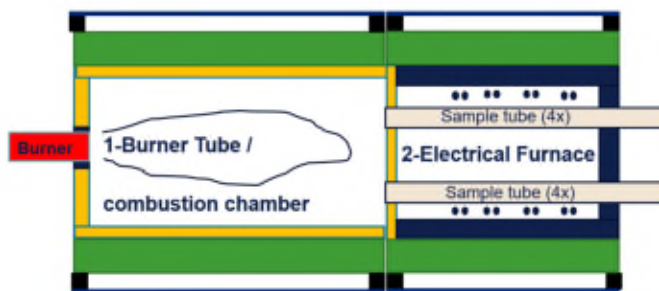 Burner
1-Burner Tube /
combustion chamber
Sample tube (4x)
2-Electrical Furnace
Sample tube (4x)